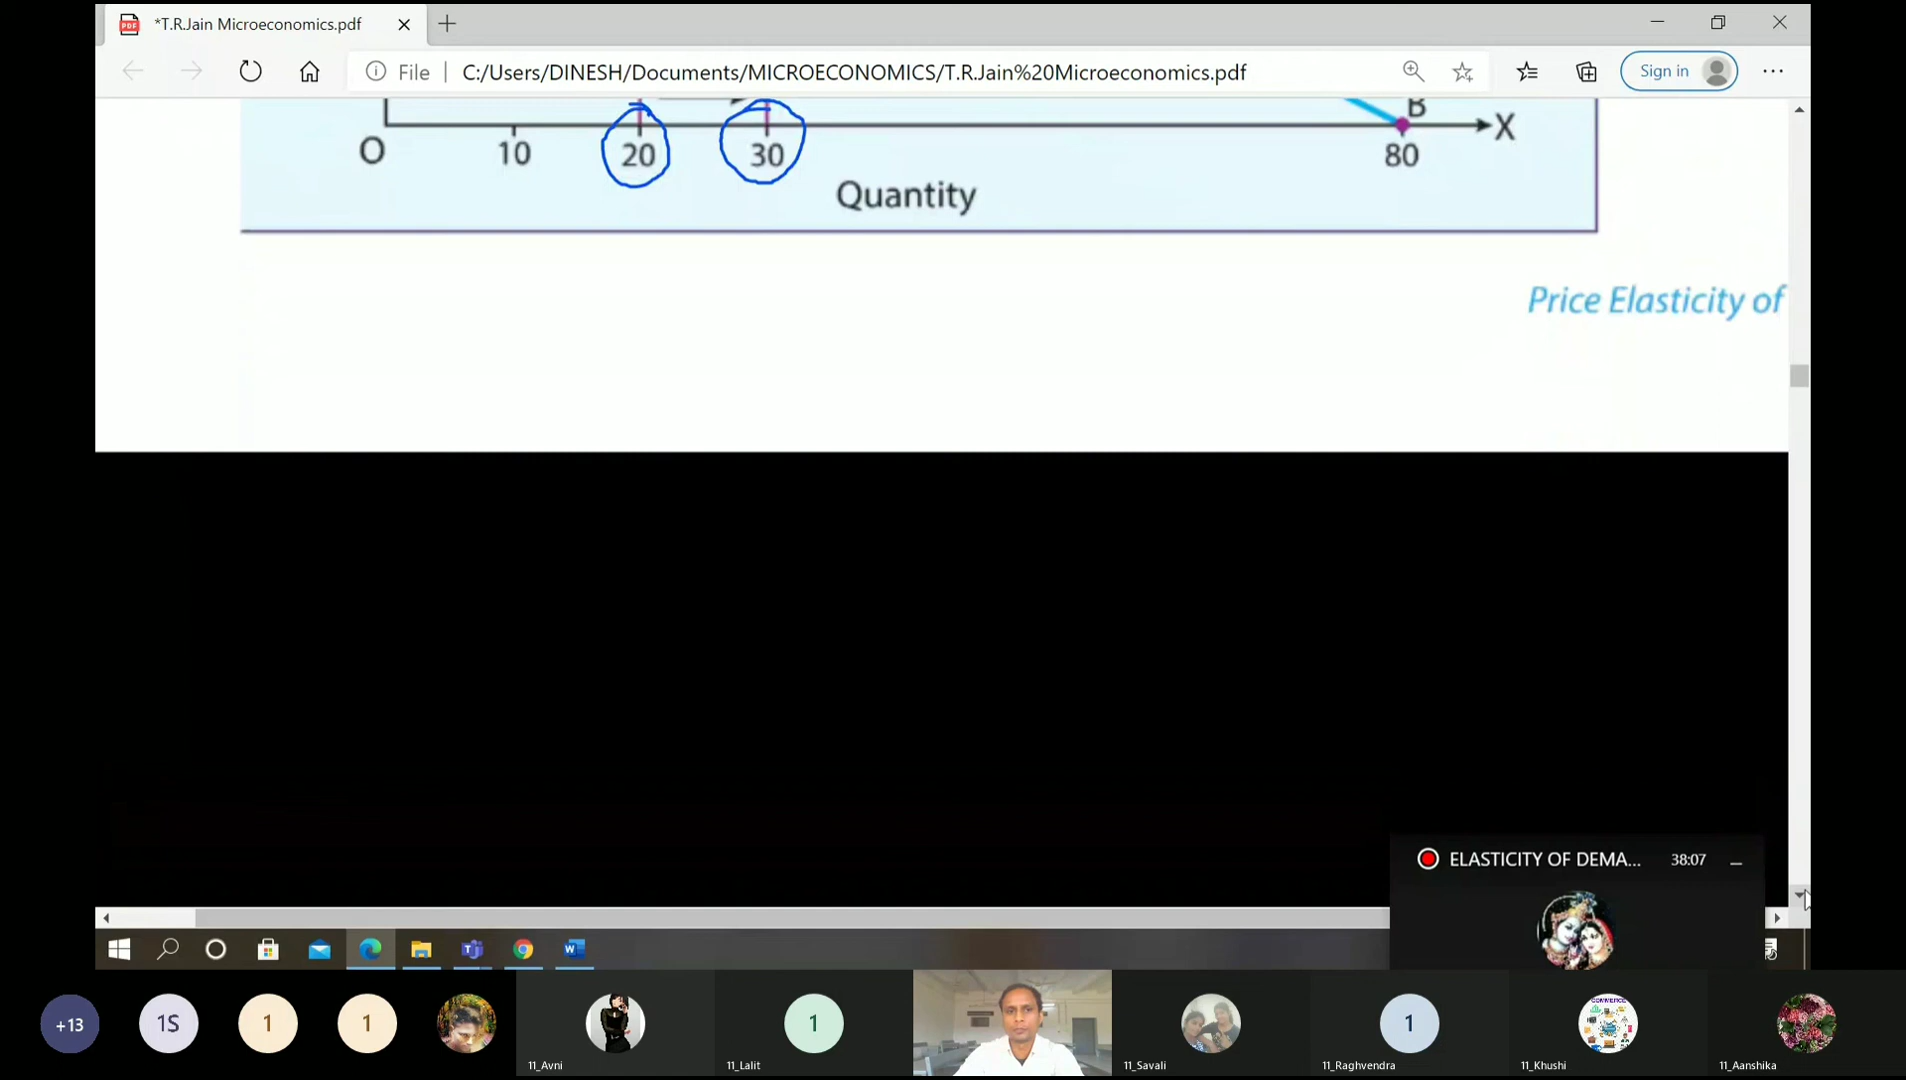 *T.R.Jain Microeconomics.pdf
File
C:/Users/DINESH/Documents/MICROECONOMICS/T.R.Jain%20Microeconomics.pdf
Sign in
B
O 10 20 30 80 X
Quantity
Price Elasticity of
ELASTICITY OF DEMA... 38:07
+13
1S
1
1
11_Avni
1
11_Lalit
11_Savali
1
11_Raghvendra
COMMERCE
11_Khushi
11_Aanshika